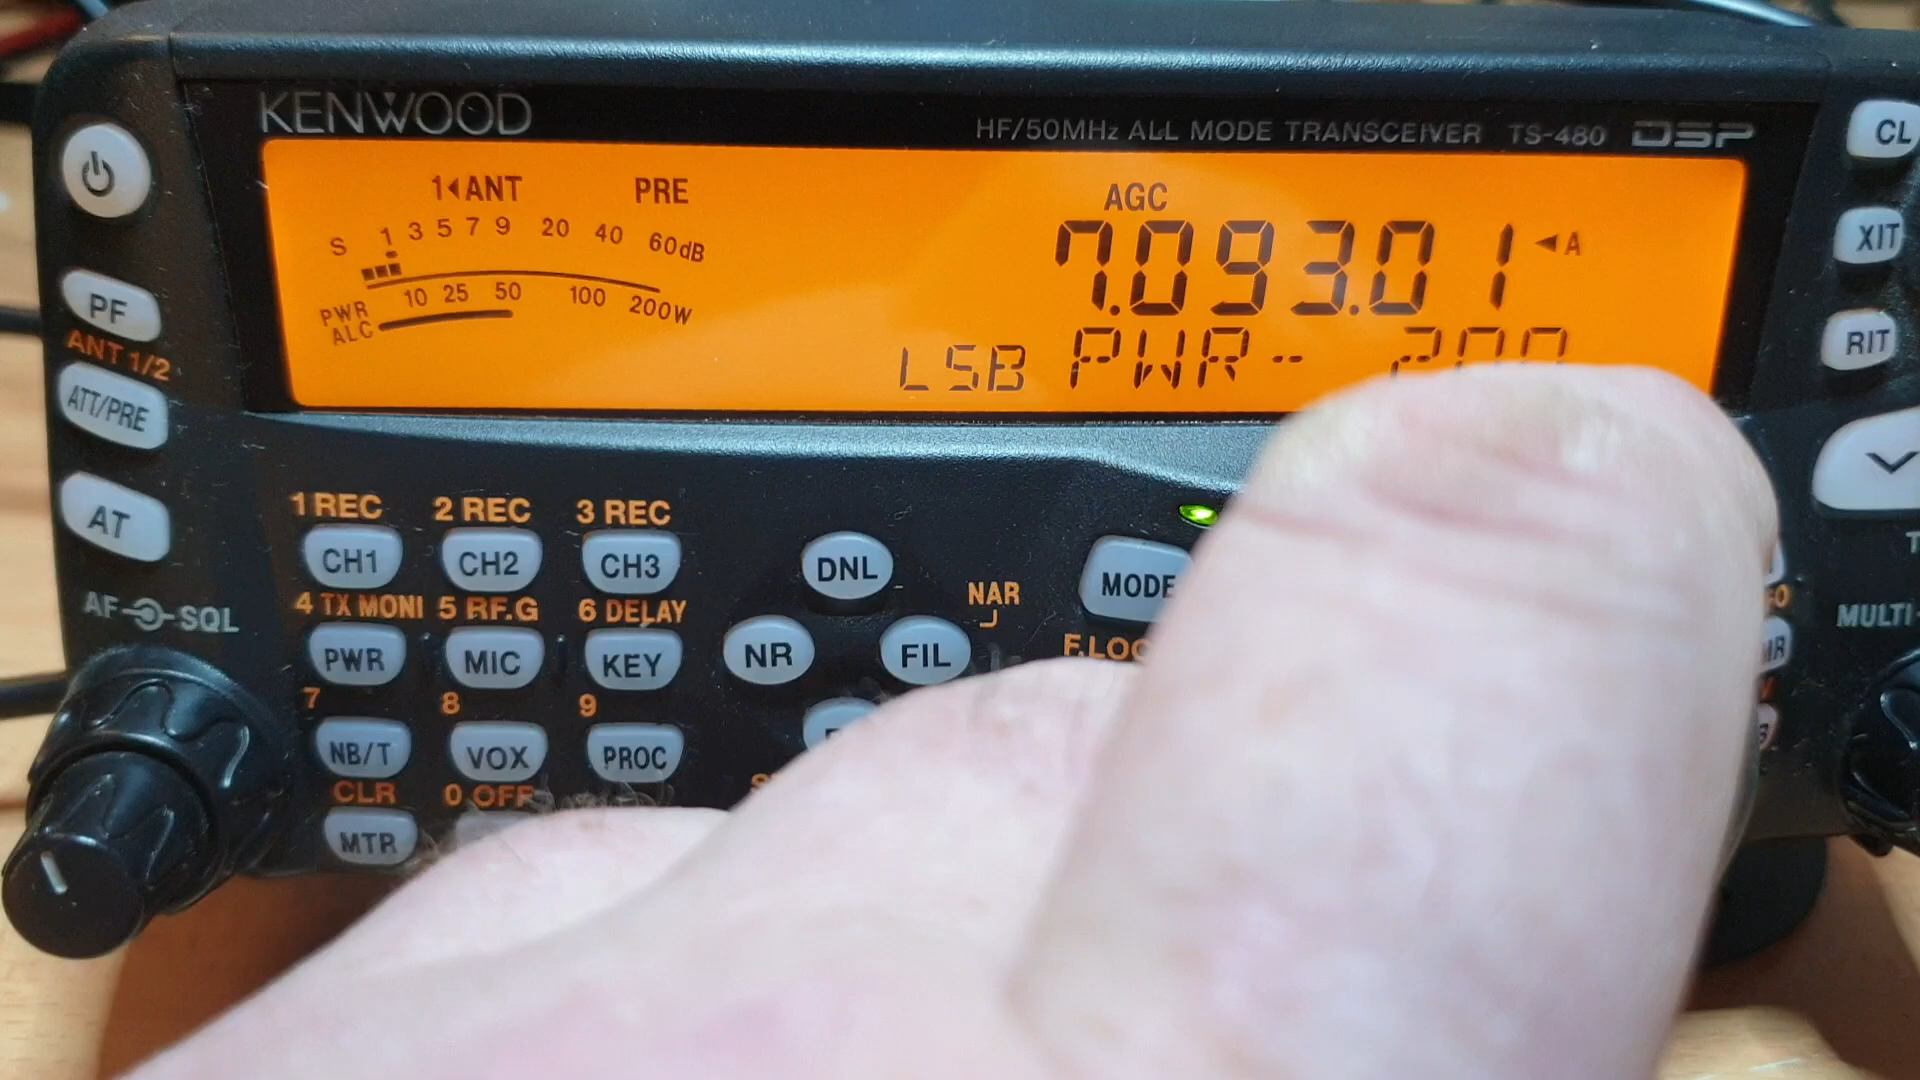 KENWOOD
HF/50MHz ALL MODE TRANSCEIVER TS-480 DSP
1◄ANT PRE AGC
S 1 3 5 7 9 20 40 60dB
7.093.01 ◄A
PWR 10 25 50 100 200W
ALC
LSB PWR- 200
CL
XIT
RIT
PF
ANT 1/2
ATT/PRE
AT
AF SQL
1 REC 2 REC 3 REC
CH1 CH2 CH3
4 TX MONI 5 RF.G 6 DELAY
PWR MIC KEY
7 8 9
NB/T VOX PROC
CLR 0 OFF
MTR
DNL
NAR
NR FIL
MODE
MULTI